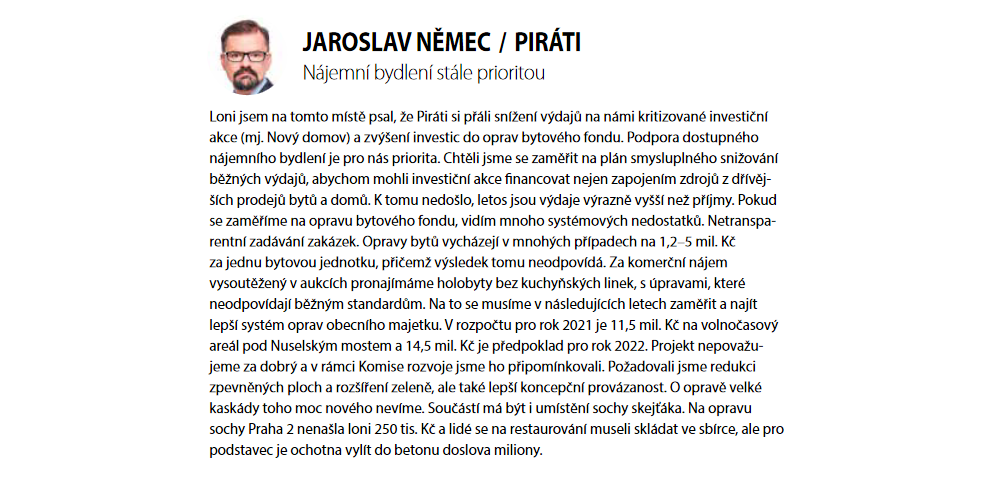 JAROSLAV NĚMEC / PIRÁTI
Nájemní bydlení stále prioritou
Loni jsem na tomto místě psal, že Piráti si přáli snížení výdajů na námi kritizované investiční
akce (mj. Nový domov) a zvýšení investic do oprav bytového fondu. Podpora dostupného
nájemního bydlení je pro nás priorita. Chtěli jsme se zaměřit na plán smysluplného snižování
běžných výdajů, abychom mohli investiční akce financovat nejen zapojením zdrojů z dřívěj-
ších prodejů bytů a domů. K tomu nedošlo, letos jsou výdaje výrazně vyšší než příjmy. Pokud
se zaměříme na opravu bytového fondu, vidím mnoho systémových nedostatků. Netranspa-
rentní zadávání zakázek. Opravy bytů vycházejí v mnohých případech na 1,2–5 mil. Kč
za jednu bytovou jednotku, přičemž výsledek tomu neodpovídá. Za komerční nájem
vysoutěžený v aukcích pronajímáme holobyty bez kuchyňských linek, s úpravami, které
neodpovídají běžným standardům. Na to se musíme v následujících letech zaměřit a najít
lepší systém oprav obecního majetku. V rozpočtu pro rok 2021 je 11,5 mil. Kč na volnočasový
areál pod Nuselským mostem a 14,5 mil. Kč je předpoklad pro rok 2022. Projekt nepovažu-
jeme za dobrý a v rámci Komise rozvoje jsme ho připomínkovali. Požadovali jsme redukci
zpevněných ploch a rozšíření zeleně, ale také lepší koncepční provázanost. O opravě velké
kaskády toho moc nového nevíme. Součástí má být i umístění sochy skejťáka. Na opravu
sochy Praha 2 nenašla loni 250 tis. Kč a lidé se na restaurování museli skládat ve sbírce, ale pro
podstavec je ochotna vylít do betonu doslova miliony.